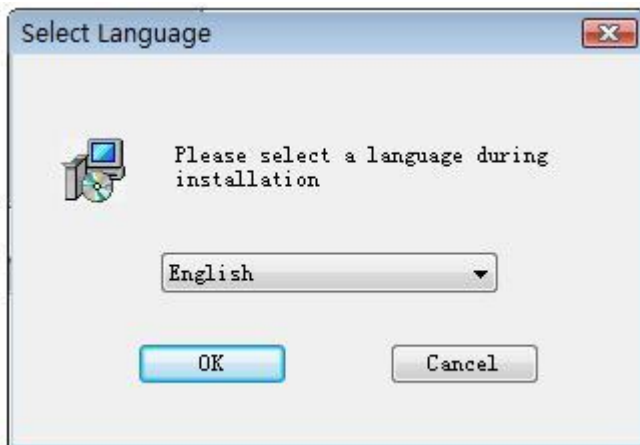 Select Language
Please select a language during
installation
English
OK
Cancel